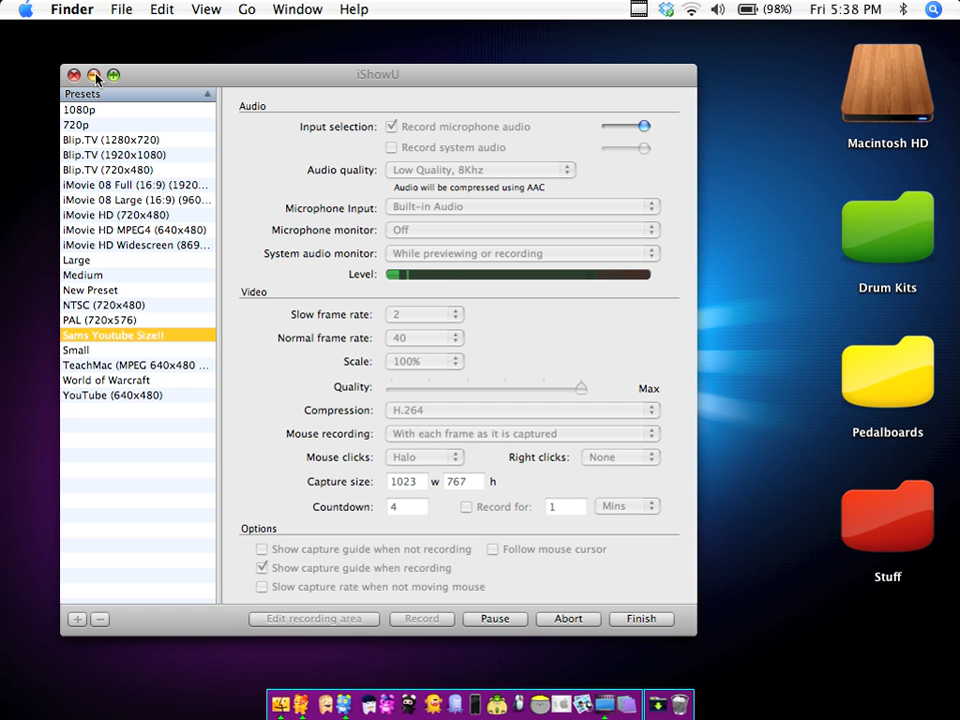 Finder File Edit View Go Window Help (98%) Fri 5:38 PM
iShowU
Presets
1080p
720p
Blip.TV (1280x720)
Blip.TV (1920x1080)
Blip.TV (720x480)
iMovie 08 Full (16:9) (1920...
iMovie 08 Large (16:9) (960...
iMovie HD (720x480)
iMovie HD MPEG4 (640x480)
iMovie HD Widescreen (869...
Large
Medium
New Preset
NTSC (720x480)
PAL (720x576)
Sams Youtube Size!!
Small
TeachMac (MPEG 640x480 ...
World of Warcraft
YouTube (640x480)
Audio
Input selection: Record microphone audio
Record system audio
Audio quality: Low Quality, 8Khz
Audio will be compressed using AAC
Microphone Input: Built-in Audio
Microphone monitor: Off
System audio monitor: While previewing or recording
Level:
Video
Slow frame rate: 2
Normal frame rate: 40
Scale: 100%
Quality: Max
Compression: H.264
Mouse recording: With each frame as it is captured
Mouse clicks: Halo Right clicks: None
Capture size: 1023 w 767 h
Countdown: 4 Record for: 1 Mins
Options
Show capture guide when not recording Follow mouse cursor
Show capture guide when recording
Slow capture rate when not moving mouse
Edit recording area Record Pause Abort Finish
Macintosh HD
Drum Kits
Pedalboards
Stuff